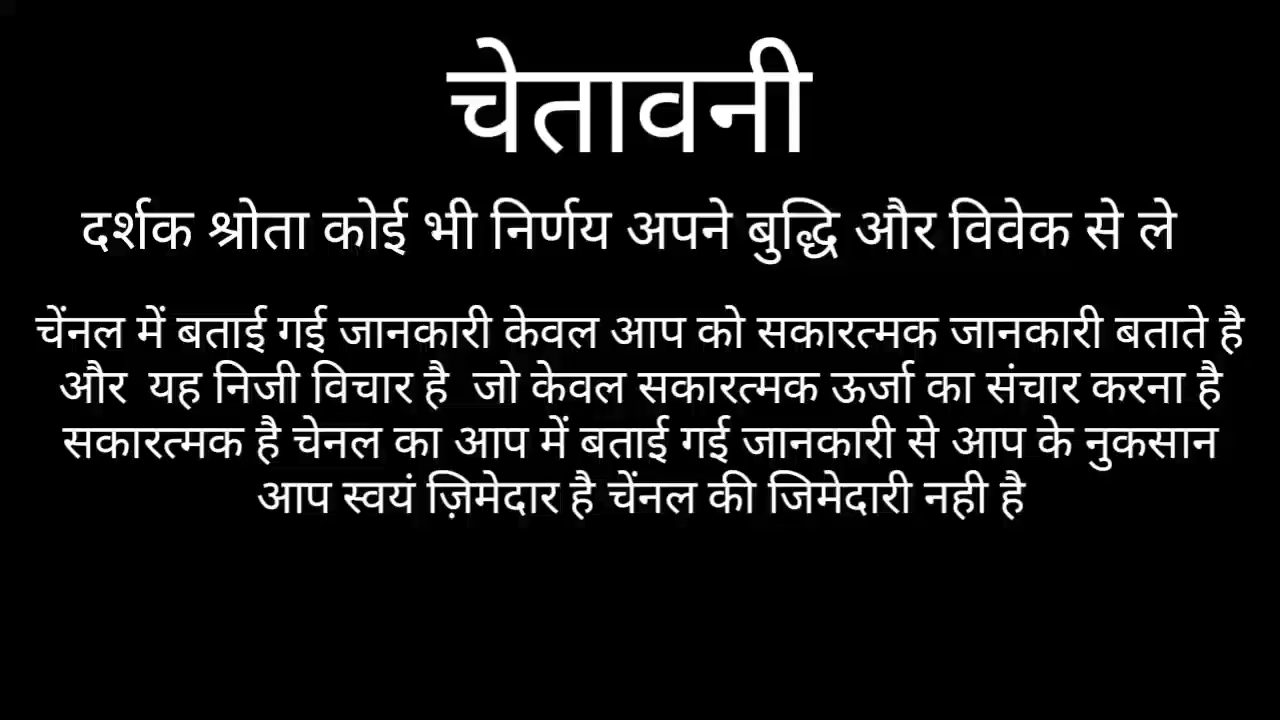 चेतावनी
दर्शक श्रोता कोई भी निर्णय अपने बुद्धि और विवेक से ले
चेंनल में बताई गई जानकारी केवल आप को सकारत्मक जानकारी बताते है
और यह निजी विचार है जो केवल सकारत्मक ऊर्जा का संचार करना है
सकारत्मक है चेनल का आप में बताई गई जानकारी से आप के नुकसान
आप स्वयं ज़िमेदार है चेंनल की जिमेदारी नही है